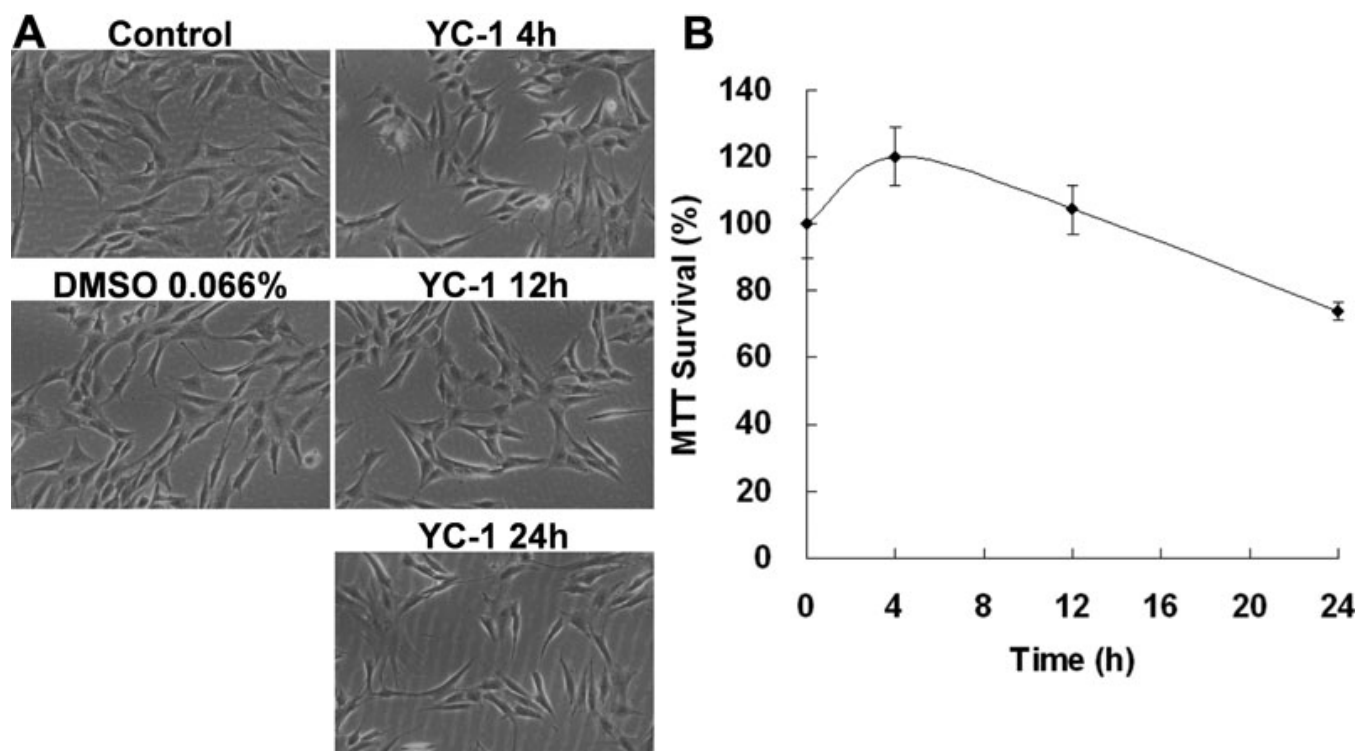 A
Control
YC-1 4h
DMSO 0.066%
YC-1 12h
YC-1 24h
B
MTT Survival (%)
140
120
100
80
60
40
20
0
0 4 8 12 16 20 24
Time (h)